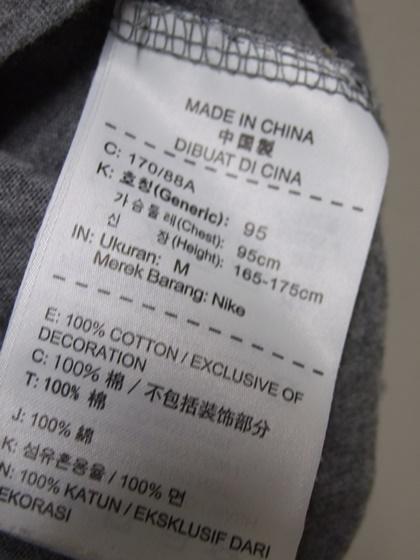 MADE IN CHINA
中国製
DIBUAT DI CINA
C: 170/88A
K: 호칭(Generic): 95
가슴둘레(Chest): 95cm
신 장(Height): 165-175cm
IN: Ukuran: M
Merek Barang: Nike
E: 100% COTTON / EXCLUSIVE OF
DECORATION
C: 100% 棉 / 不包括装饰部分
T: 100% 棉
J: 100% 綿
K: 섬유혼용율 / 100% 면
N: 100% KATUN / EKSKLUSIF DARI
EKORASI